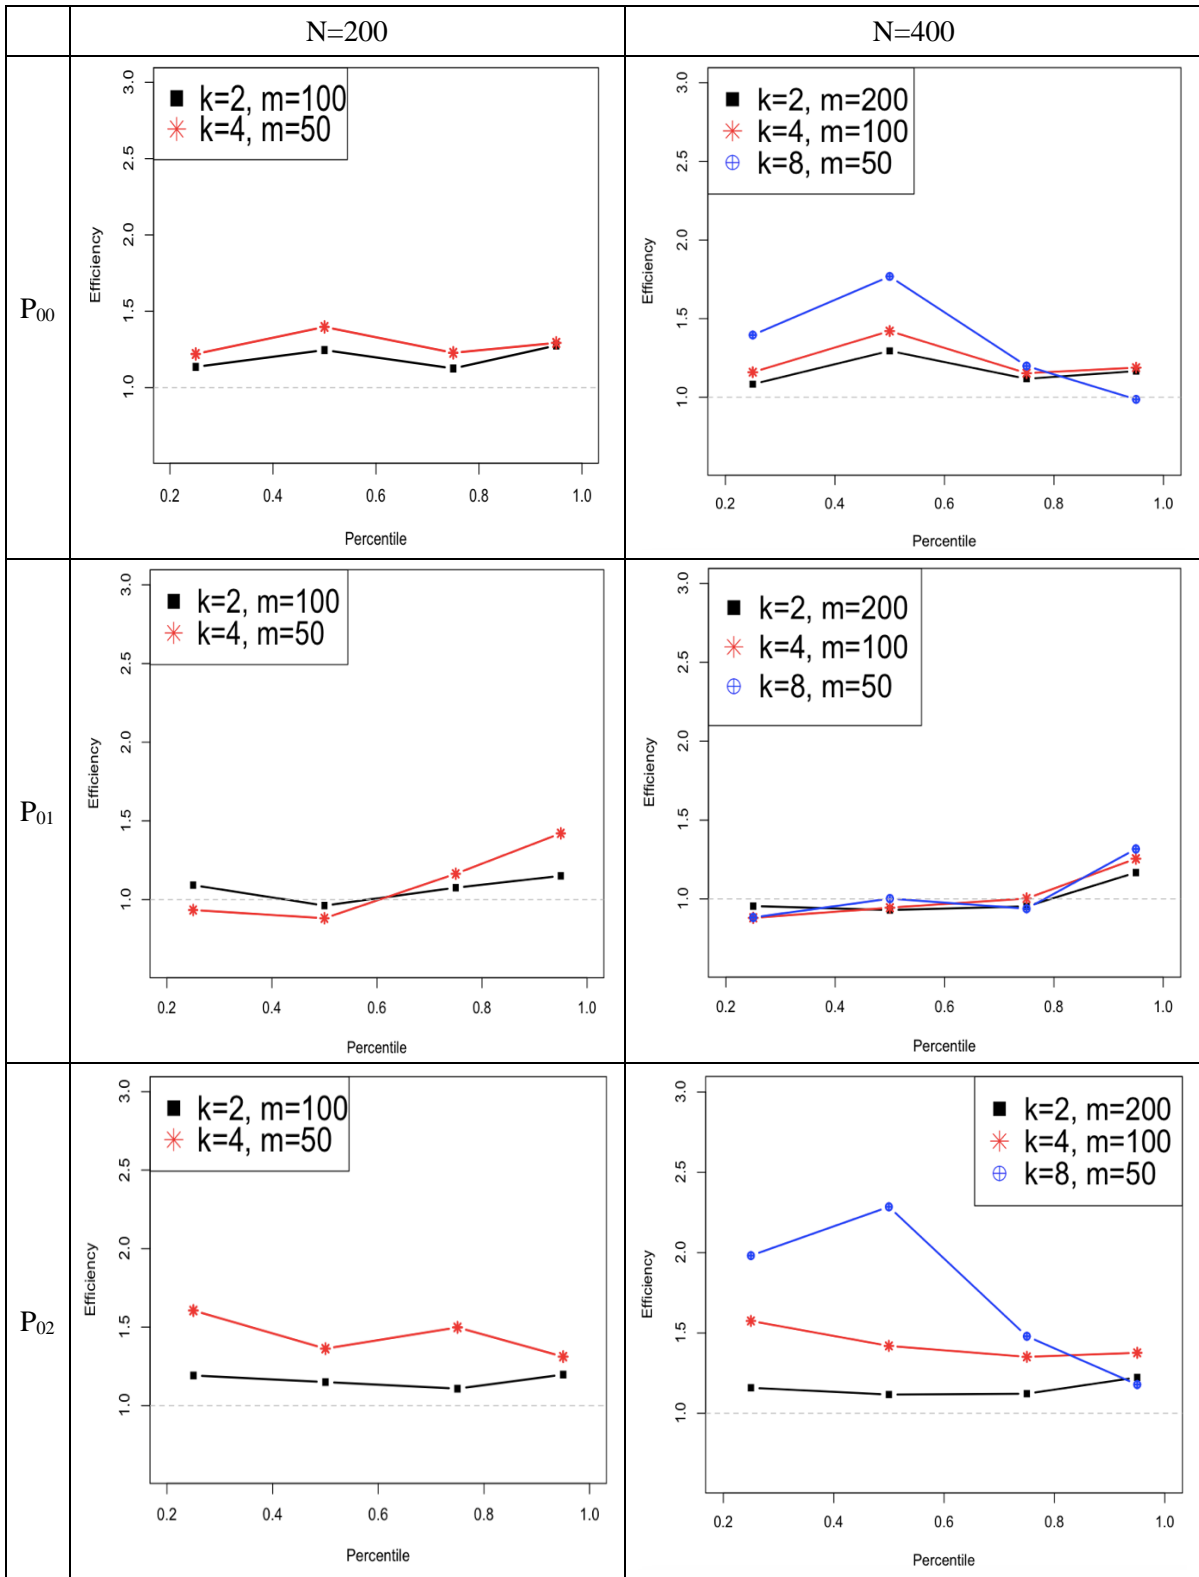 N=200
N=400
P00
k=2, m=100
k=4, m=50
3.0
2.5
2.0
1.5
1.0
Efficiency
0.2 0.4 0.6 0.8 1.0
Percentile
k=2, m=200
k=4, m=100
k=8, m=50
3.0
2.5
2.0
1.5
1.0
Efficiency
0.2 0.4 0.6 0.8 1.0
Percentile
P01
k=2, m=100
k=4, m=50
3.0
2.5
2.0
1.5
1.0
Efficiency
0.2 0.4 0.6 0.8 1.0
Percentile
k=2, m=200
k=4, m=100
k=8, m=50
3.0
2.5
2.0
1.5
1.0
Efficiency
0.2 0.4 0.6 0.8 1.0
Percentile
P02
k=2, m=100
k=4, m=50
3.0
2.5
2.0
1.5
1.0
Efficiency
0.2 0.4 0.6 0.8 1.0
Percentile
k=2, m=200
k=4, m=100
k=8, m=50
3.0
2.5
2.0
1.5
1.0
Efficiency
0.2 0.4 0.6 0.8 1.0
Percentile